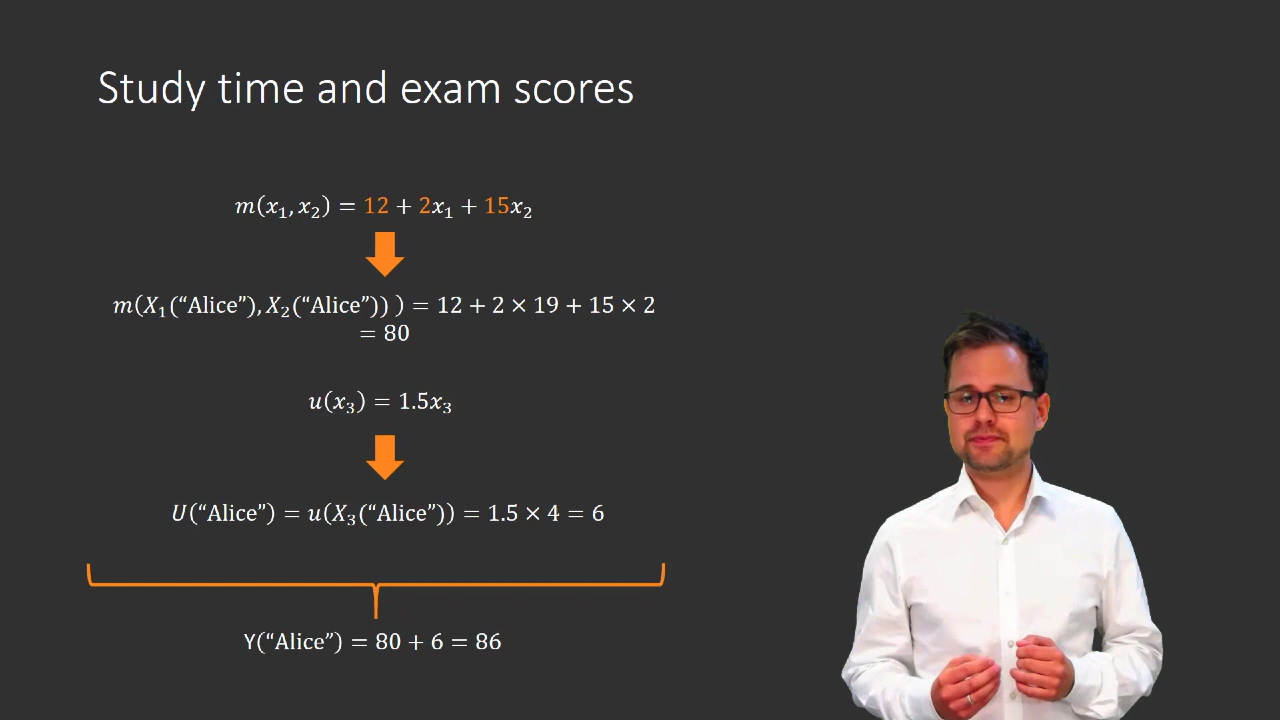 Study time and exam scores
m(x₁, x₂) = 12 + 2x₁ + 15x₂
m(X₁(“Alice”), X₂(“Alice”)) ) = 12 + 2 × 19 + 15 × 2
= 80
u(x₃) = 1.5x₃
U(“Alice”) = u(X₃(“Alice”)) = 1.5 × 4 = 6
Y(“Alice”) = 80 + 6 = 86